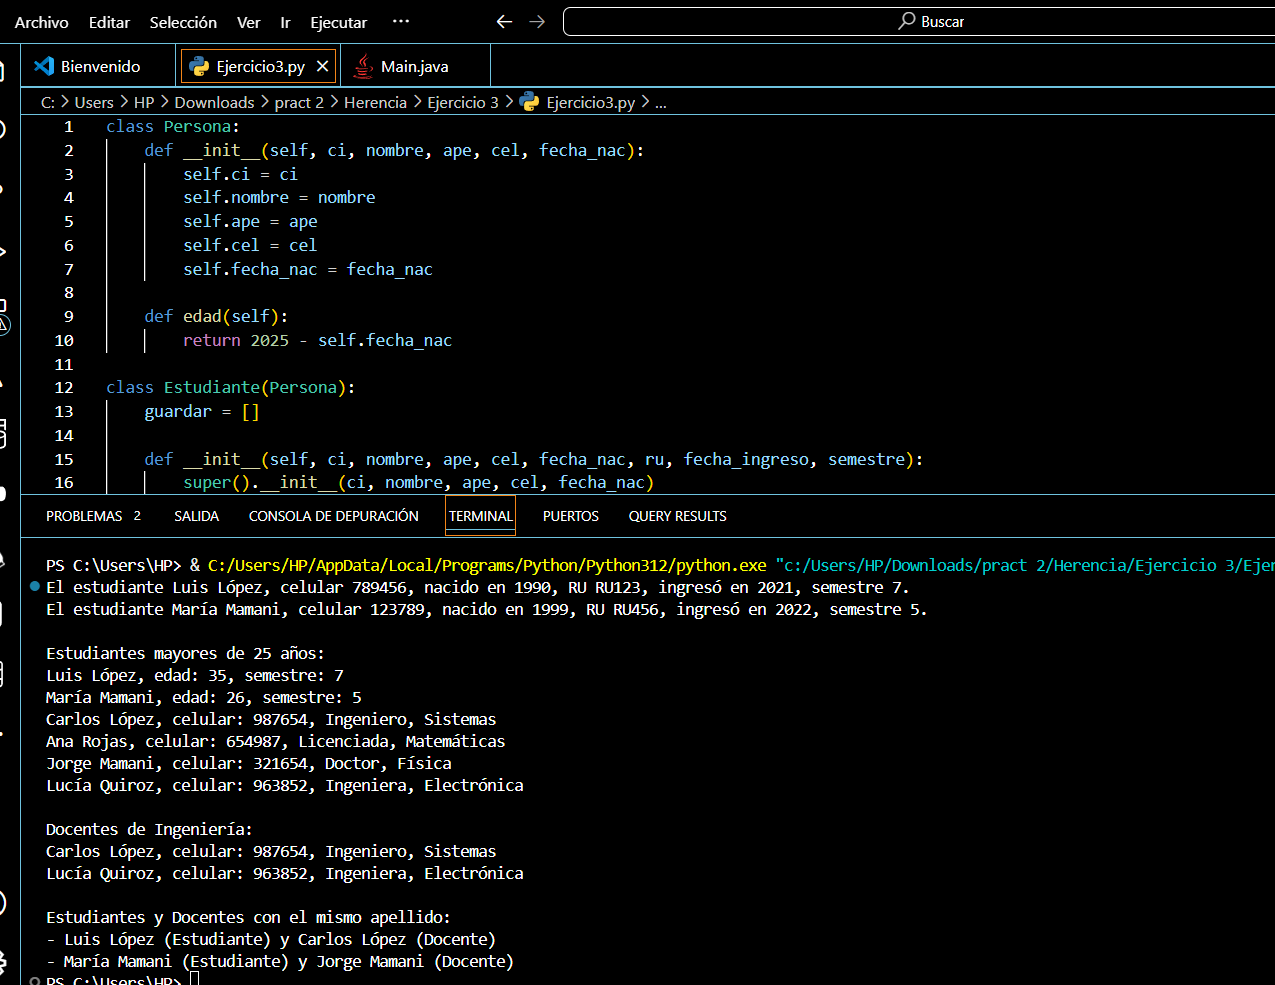 Archivo Editar Selección Ver Ir Ejecutar ··· Buscar
Bienvenido Ejercicio3.py Main.java
C: > Users > HP > Downloads > pract 2 > Herencia > Ejercicio 3 > Ejercicio3.py > ...
1 class Persona:
2 def __init__(self, ci, nombre, ape, cel, fecha_nac):
3 self.ci = ci
4 self.nombre = nombre
5 self.ape = ape
6 self.cel = cel
7 self.fecha_nac = fecha_nac
8
9 def edad(self):
10 return 2025 - self.fecha_nac
11
12 class Estudiante(Persona):
13 guardar = []
14
15 def __init__(self, ci, nombre, ape, cel, fecha_nac, ru, fecha_ingreso, semestre):
16 super().__init__(ci, nombre, ape, cel, fecha_nac)
PROBLEMAS 2 SALIDA CONSOLA DE DEPURACIÓN TERMINAL PUERTOS QUERY RESULTS
PS C:\Users\HP> & C:/Users/HP/AppData/Local/Programs/Python/Python312/python.exe "c:/Users/HP/Downloads/pract 2/Herencia/Ejercicio 3/Ejer
El estudiante Luis López, celular 789456, nacido en 1990, RU RU123, ingresó en 2021, semestre 7.
El estudiante María Mamani, celular 123789, nacido en 1999, RU RU456, ingresó en 2022, semestre 5.
Estudiantes mayores de 25 años:
Luis López, edad: 35, semestre: 7
María Mamani, edad: 26, semestre: 5
Carlos López, celular: 987654, Ingeniero, Sistemas
Ana Rojas, celular: 654987, Licenciada, Matemáticas
Jorge Mamani, celular: 321654, Doctor, Física
Lucía Quiroz, celular: 963852, Ingeniera, Electrónica
Docentes de Ingeniería:
Carlos López, celular: 987654, Ingeniero, Sistemas
Lucía Quiroz, celular: 963852, Ingeniera, Electrónica
Estudiantes y Docentes con el mismo apellido:
- Luis López (Estudiante) y Carlos López (Docente)
- María Mamani (Estudiante) y Jorge Mamani (Docente)
PS C:\Users\HP>